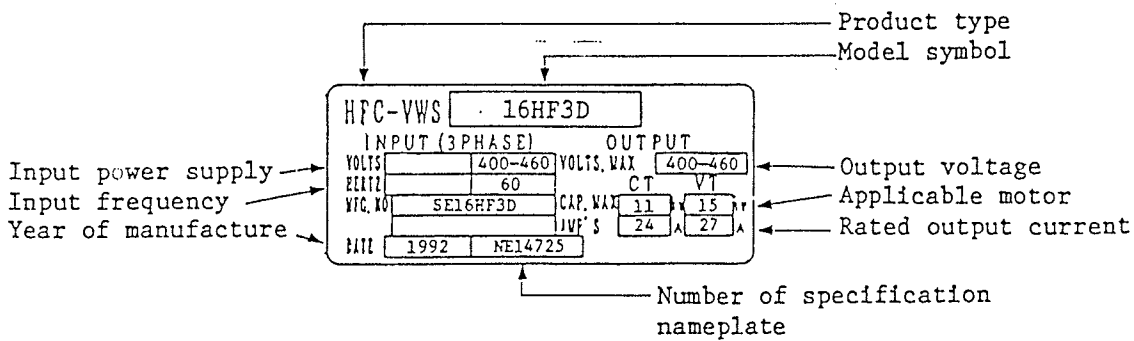 Product type
Model symbol
HFC-VWS 16HF3D
INPUT (3PHASE) OUTPUT
VOLTS 400-460 VOLTS, MAX 400-460
HERTZ 60 CT VT
MFG. NO SE16HF3D CAP. MAX 11 15
24 A 27 A
DATE 1992 NE14725
Input power supply
Input frequency
Year of manufacture
Output voltage
Applicable motor
Rated output current
Number of specification
nameplate